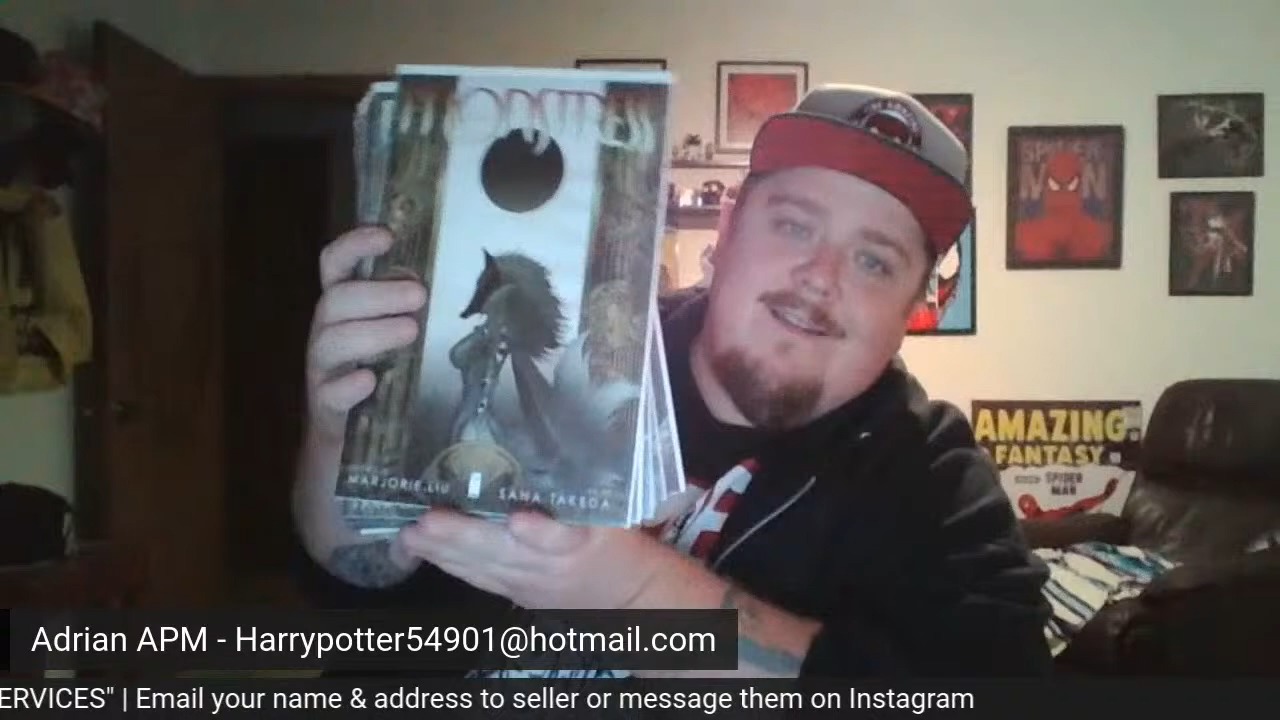 MARJORIE LIU
SANA TAKEDA
SPIDER
MAN
AMAZING
FANTASY
SPIDER
MAN
Adrian APM - Harrypotter54901@hotmail.com
ERVICES" | Email your name & address to seller or message them on Instagram